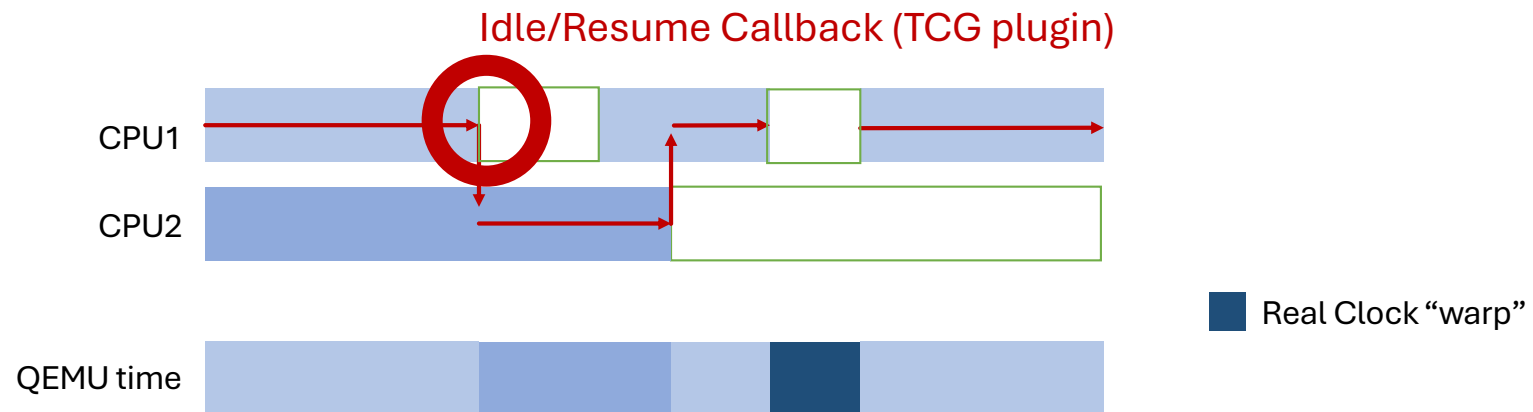 Idle/Resume Callback (TCG plugin)
CPU1
CPU2
Real Clock “warp”
QEMU time